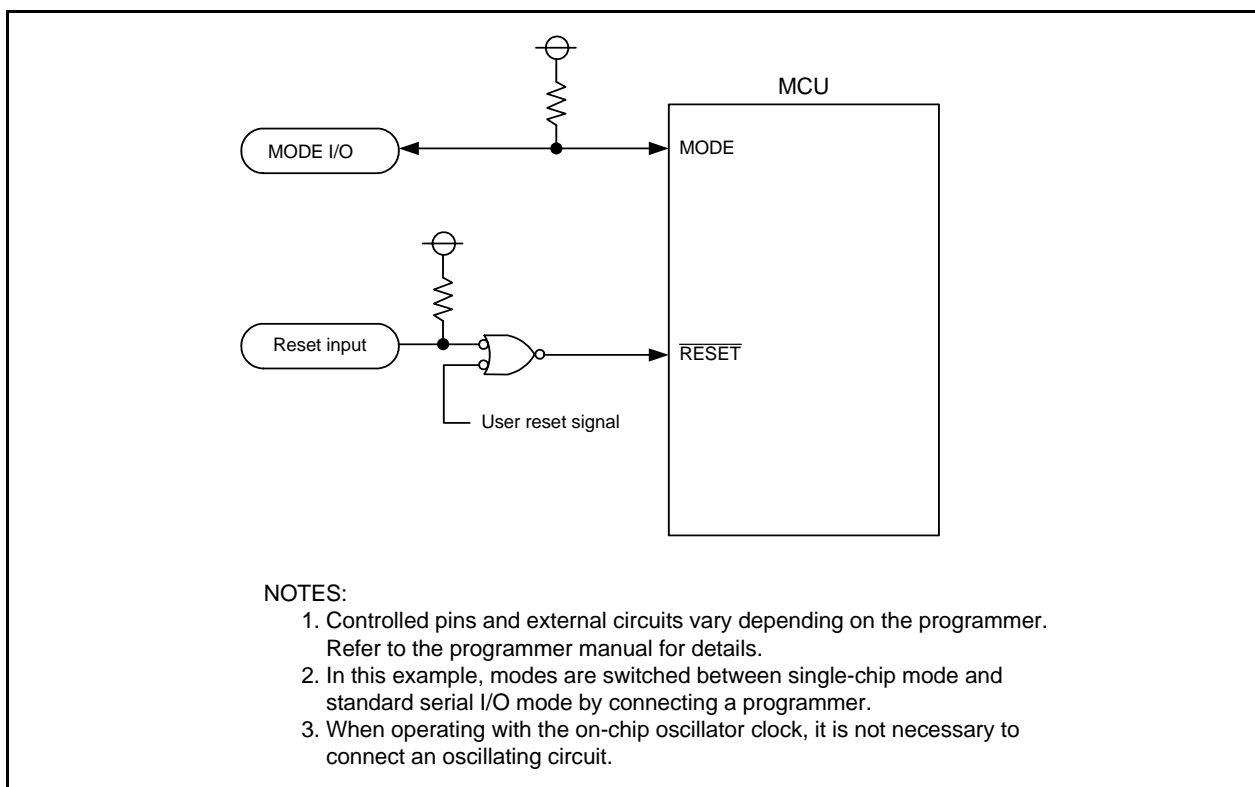 MCU
MODE I/O
MODE
Reset input
RESET
User reset signal
NOTES:
1. Controlled pins and external circuits vary depending on the programmer.
Refer to the programmer manual for details.
2. In this example, modes are switched between single-chip mode and
standard serial I/O mode by connecting a programmer.
3. When operating with the on-chip oscillator clock, it is not necessary to
connect an oscillating circuit.